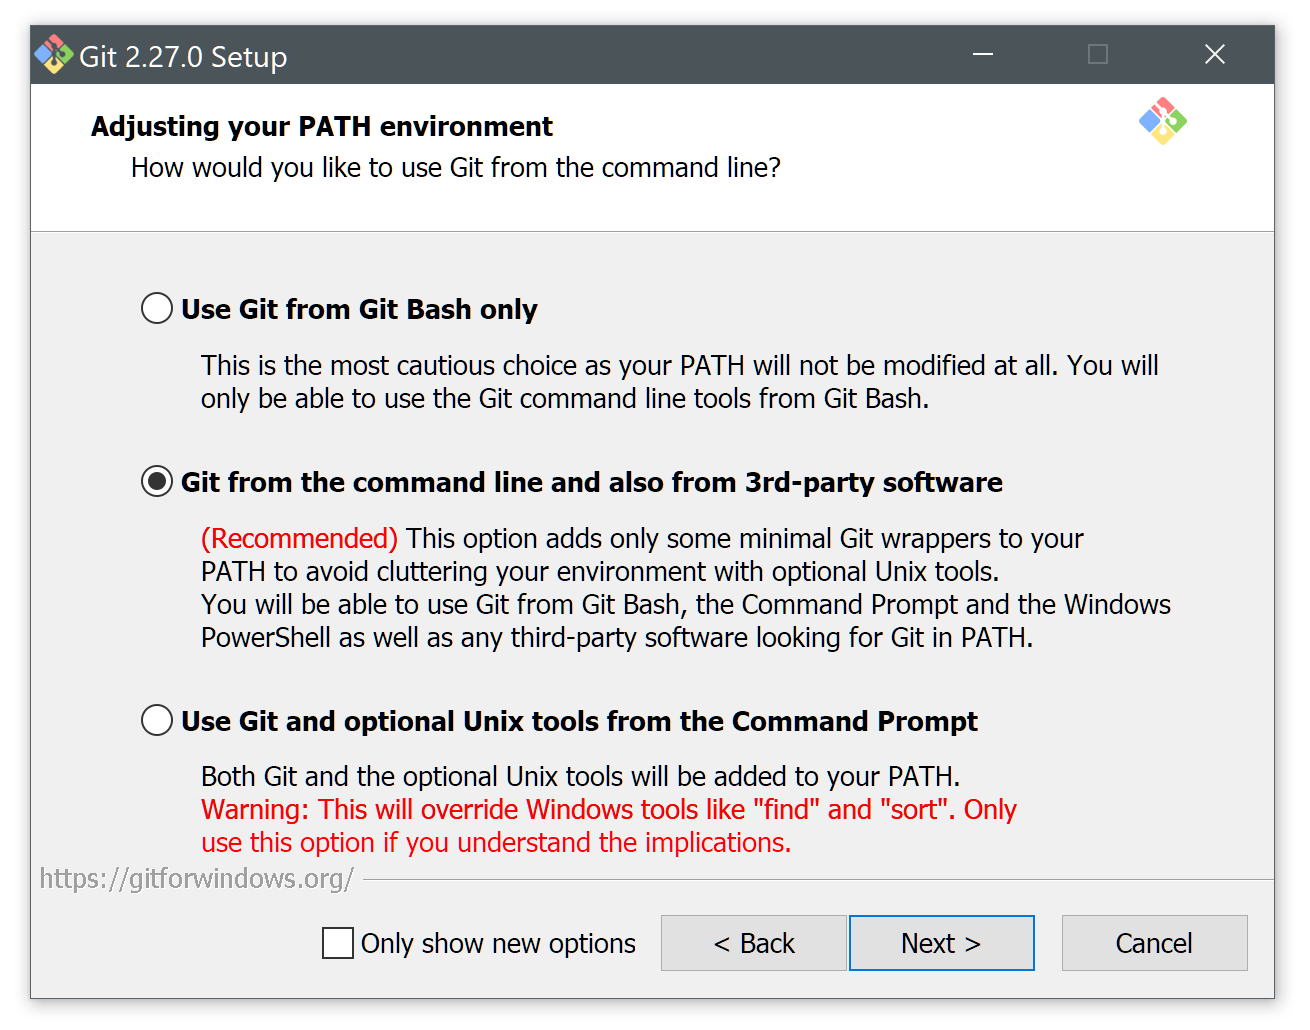 Git 2.27.0 Setup
Adjusting your PATH environment
How would you like to use Git from the command line?
Use Git from Git Bash only
This is the most cautious choice as your PATH will not be modified at all. You will
only be able to use the Git command line tools from Git Bash.
Git from the command line and also from 3rd-party software
(Recommended) This option adds only some minimal Git wrappers to your
PATH to avoid cluttering your environment with optional Unix tools.
You will be able to use Git from Git Bash, the Command Prompt and the Windows
PowerShell as well as any third-party software looking for Git in PATH.
Use Git and optional Unix tools from the Command Prompt
Both Git and the optional Unix tools will be added to your PATH.
Warning: This will override Windows tools like "find" and "sort". Only
use this option if you understand the implications.
https://gitforwindows.org/
Only show new options
< Back
Next >
Cancel